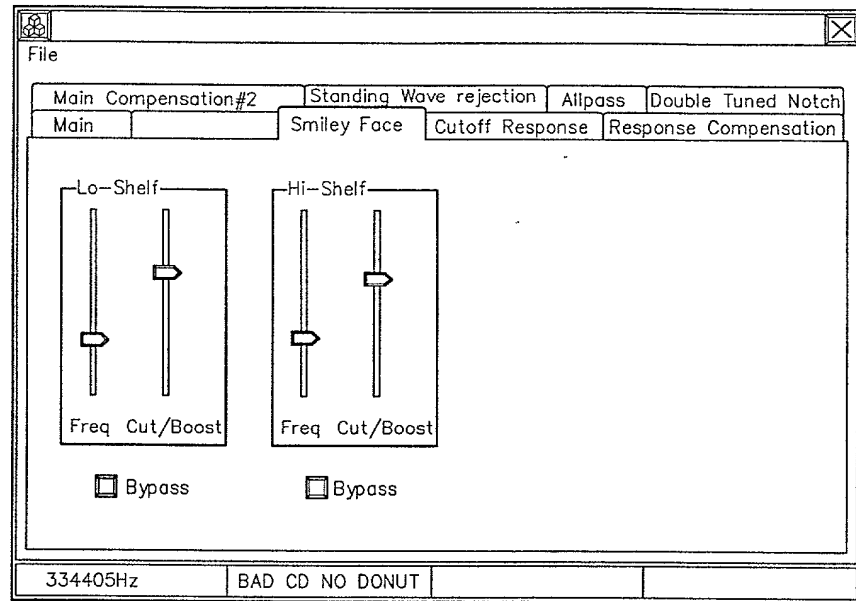 File
Main Compensation#2 Standing Wave rejection Allpass Double Tuned Notch
Main Smiley Face Cutoff Response Response Compensation
Lo-Shelf Hi-Shelf
Freq Cut/Boost Freq Cut/Boost
Bypass Bypass
334405Hz BAD CD NO DONUT